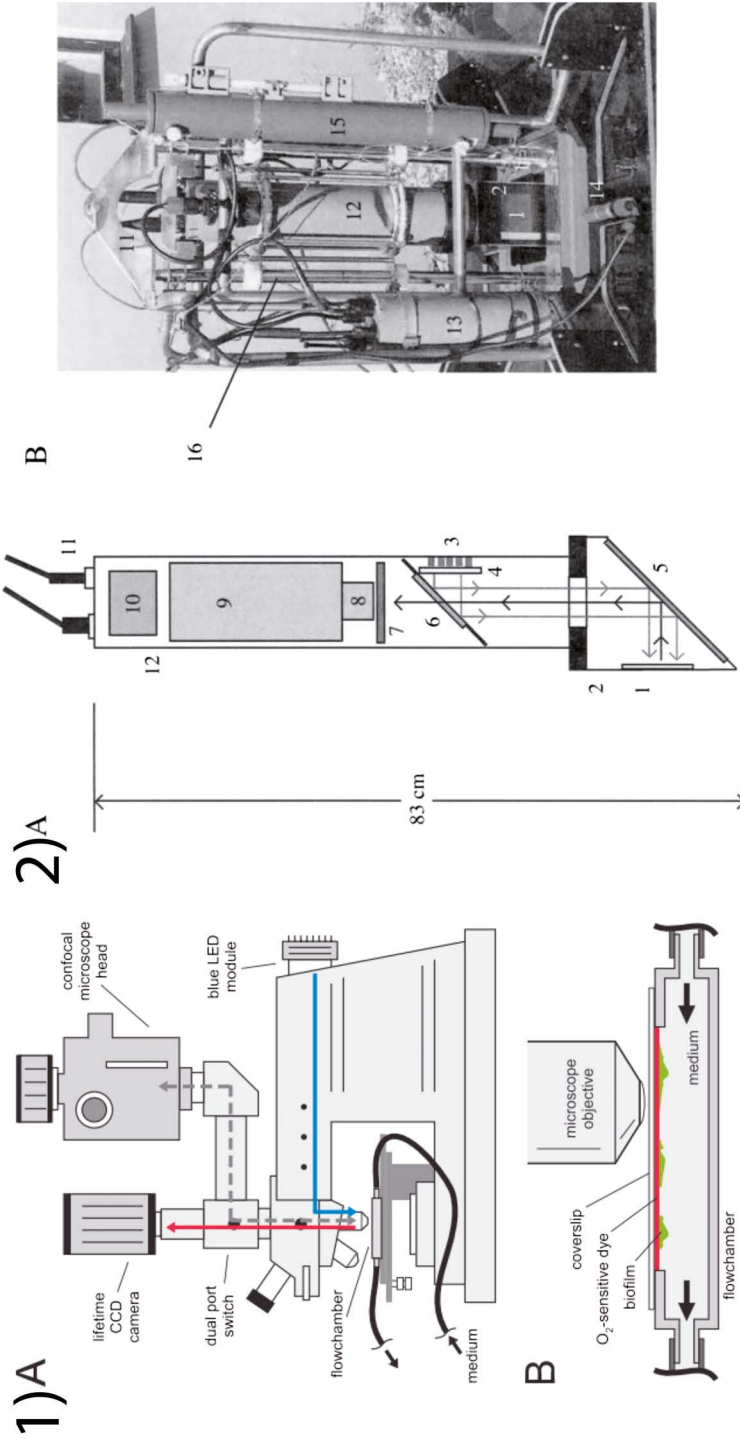 1) A
lifetime
CCD
camera
confocal
microscope
head
dual port
switch
blue LED
module
flowchamber
medium
B
microscope
objective
coverslip
O₂-sensitive dye
biofilm
medium
flowchamber
2) A
83 cm
11
10
12
9
8
7
6
3
4
5
2
1
B
16
11
12
15
13
2
1
14